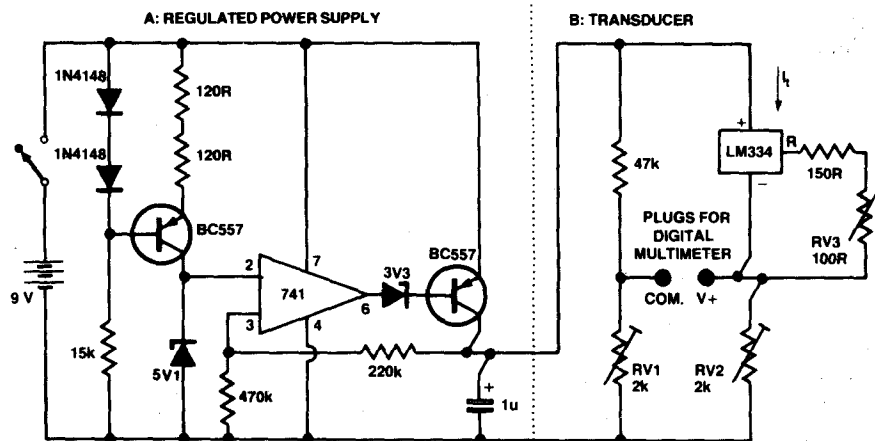 A: REGULATED POWER SUPPLY
B: TRANSDUCER
1N4148
120R
1N4148
120R
BC557
9 V
15k
5V1
2
7
741
3
4
6
3V3
BC557
470k
220k
+
1u
47k
I_t
+
LM334
R
–
150R
RV3
100R
PLUGS FOR
DIGITAL
MULTIMETER
COM.
V+
RV1
2k
RV2
2k